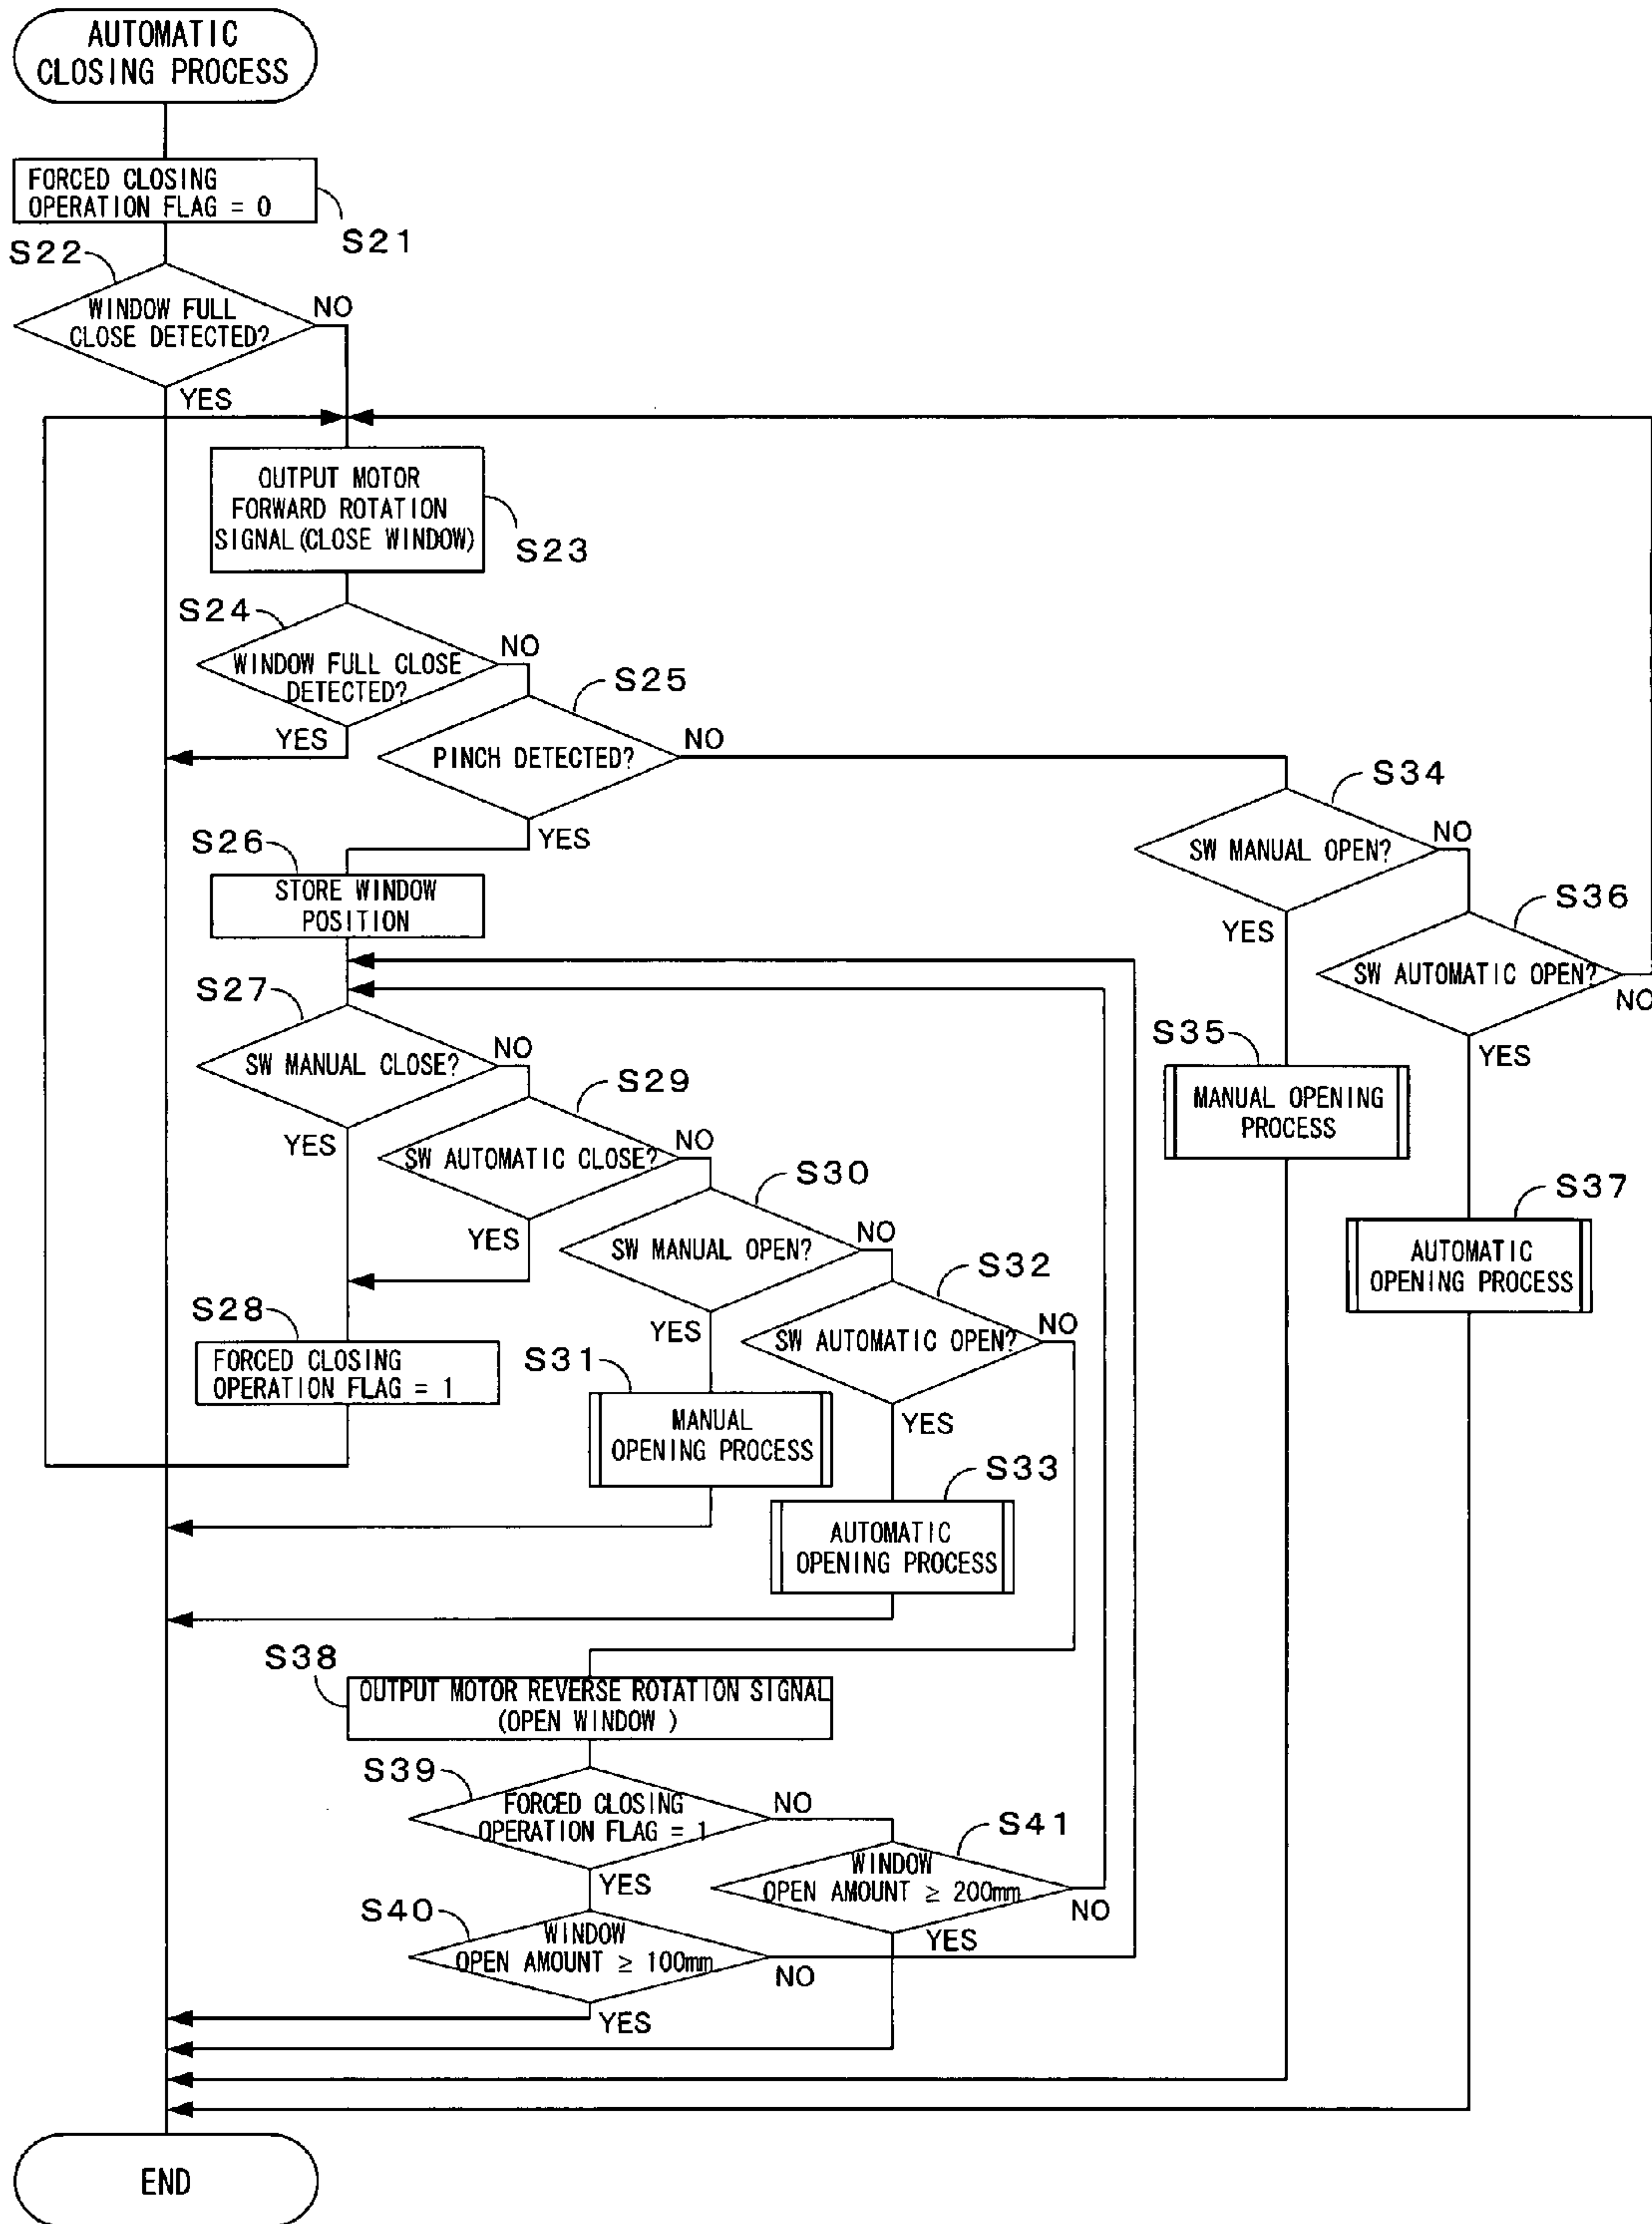 AUTOMATIC
CLOSING PROCESS
FORCED CLOSING
OPERATION FLAG = 0
S21
S22
WINDOW FULL
CLOSE DETECTED?
NO
YES
OUTPUT MOTOR
FORWARD ROTATION
SIGNAL(CLOSE WINDOW)
S23
S24
WINDOW FULL CLOSE
DETECTED?
NO
YES
S25
PINCH DETECTED?
NO
YES
S26
STORE WINDOW
POSITION
S27
SW MANUAL CLOSE?
NO
YES
S28
FORCED CLOSING
OPERATION FLAG = 1
S29
SW AUTOMATIC CLOSE?
NO
YES
S30
SW MANUAL OPEN?
NO
YES
S31
MANUAL
OPENING PROCESS
S32
SW AUTOMATIC OPEN?
NO
YES
S33
AUTOMATIC
OPENING PROCESS
S34
SW MANUAL OPEN?
NO
YES
S35
MANUAL OPENING
PROCESS
S36
SW AUTOMATIC OPEN?
NO
YES
S37
AUTOMATIC
OPENING PROCESS
S38
OUTPUT MOTOR REVERSE ROTATION SIGNAL
(OPEN WINDOW )
S39
FORCED CLOSING
OPERATION FLAG = 1
NO
YES
S40
WINDOW
OPEN AMOUNT ≥ 100mm
NO
YES
S41
WINDOW
OPEN AMOUNT ≥ 200mm
NO
YES
END